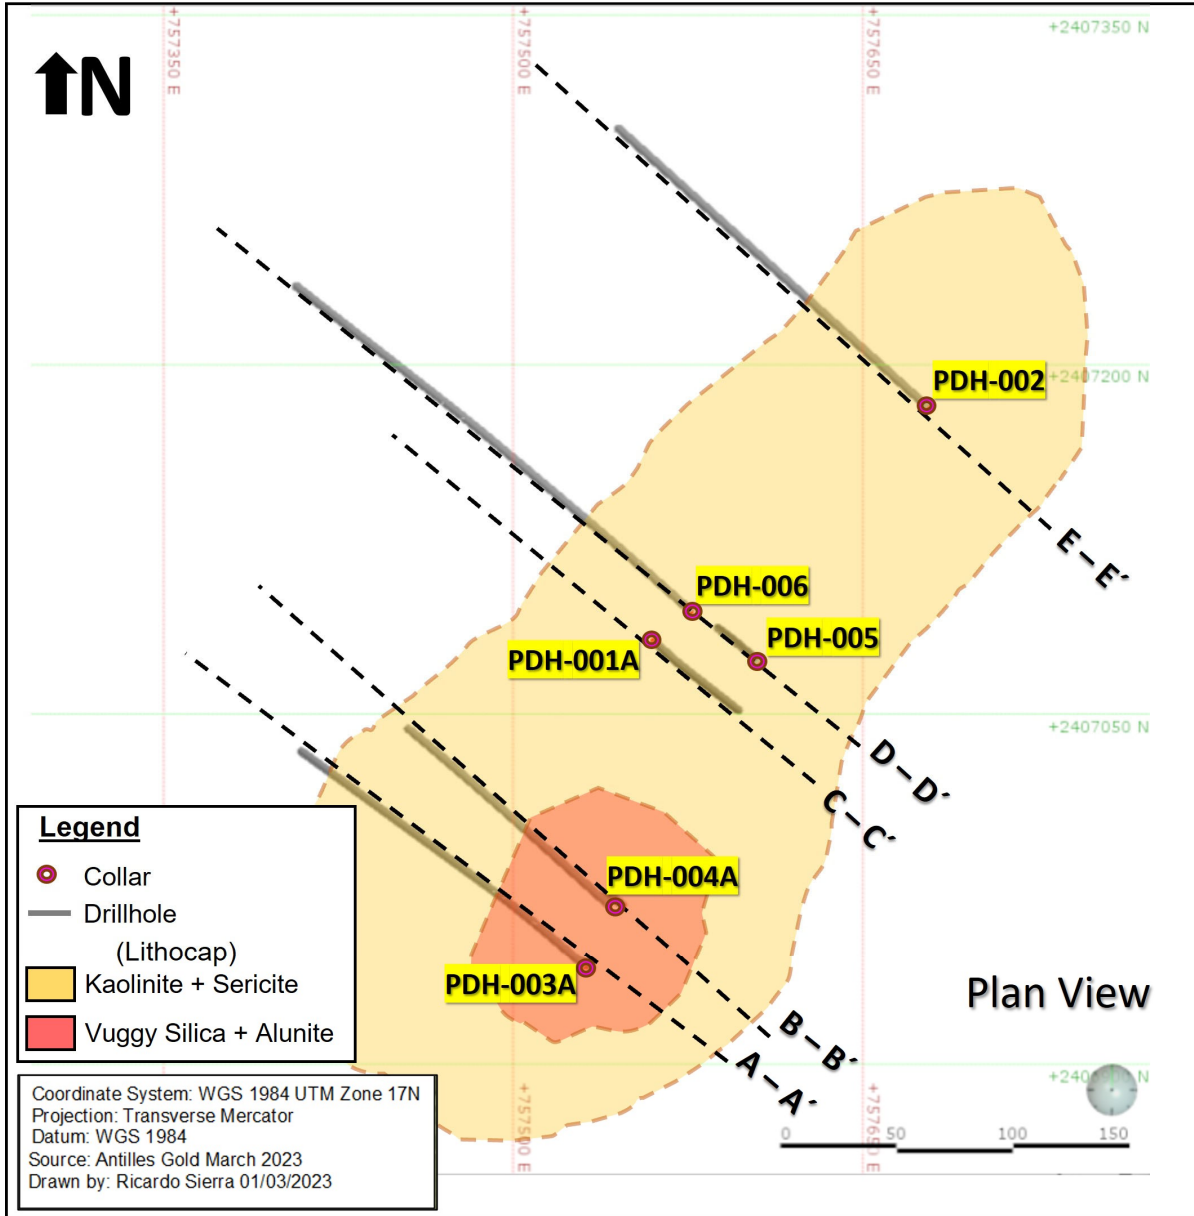 +757350 E
+757500 E
+757650 E
+2407350 N
N
PDH-002
+2407200 N
E – E´
PDH-006
PDH-005
PDH-001A
+2407050 N
D – D´
C – C´
Legend
Collar
Drillhole
(Lithocap)
Kaolinite + Sericite
Vuggy Silica + Alunite
PDH-004A
PDH-003A
Plan View
B – B´
A – A´
N
Coordinate System: WGS 1984 UTM Zone 17N
Projection: Transverse Mercator
Datum: WGS 1984
Source: Antilles Gold March 2023
Drawn by: Ricardo Sierra 01/03/2023
+757500 E
0 50 100 150